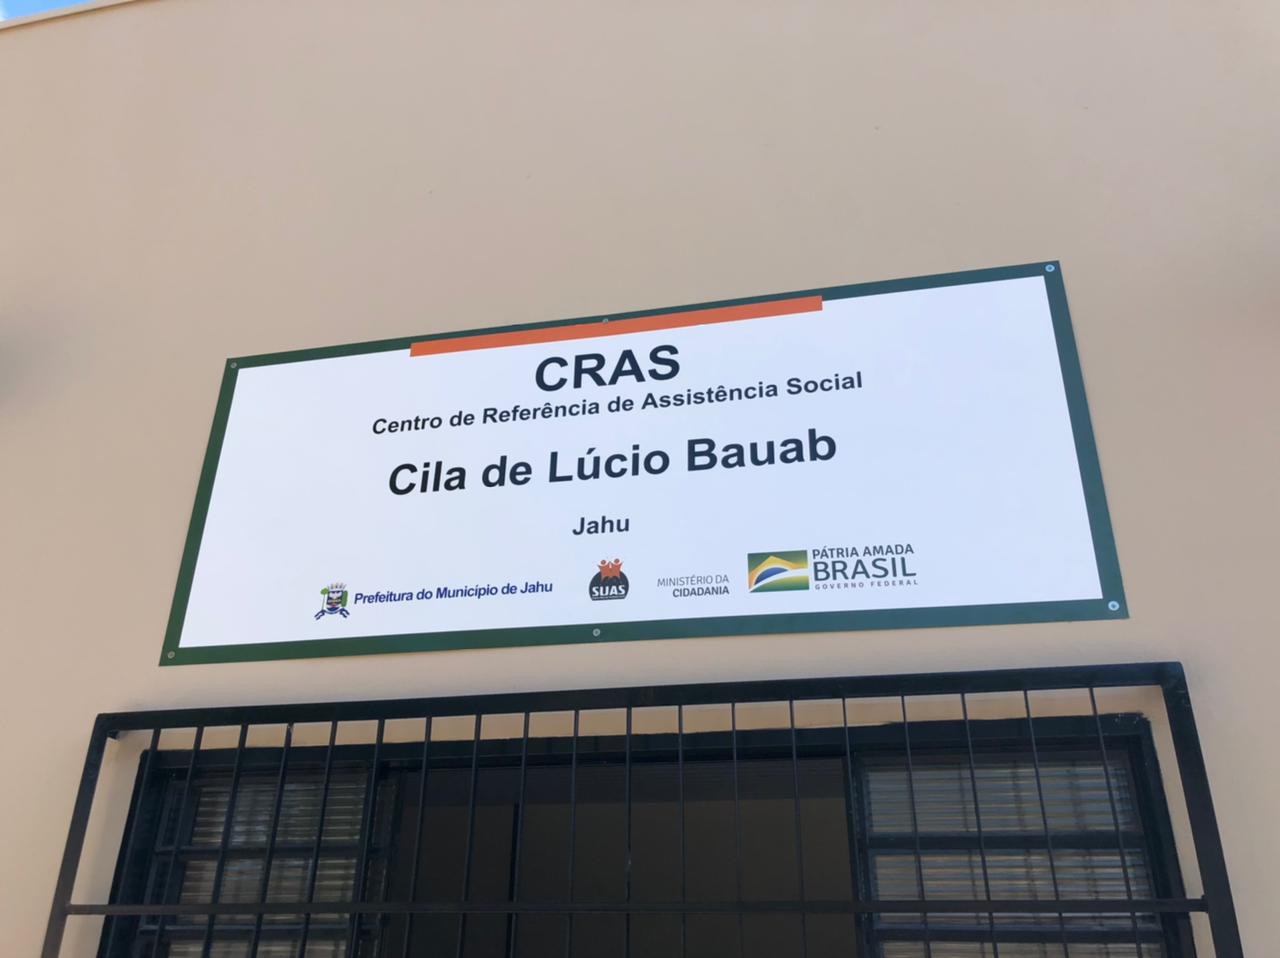 CRAS
Centro de Referência de Assistência Social
Cila de Lúcio Bauab
Jahu
Prefeitura do Município de Jahu
SUAS
MINISTÉRIO DA
CIDADANIA
PÁTRIA AMADA
BRASIL
GOVERNO FEDERAL